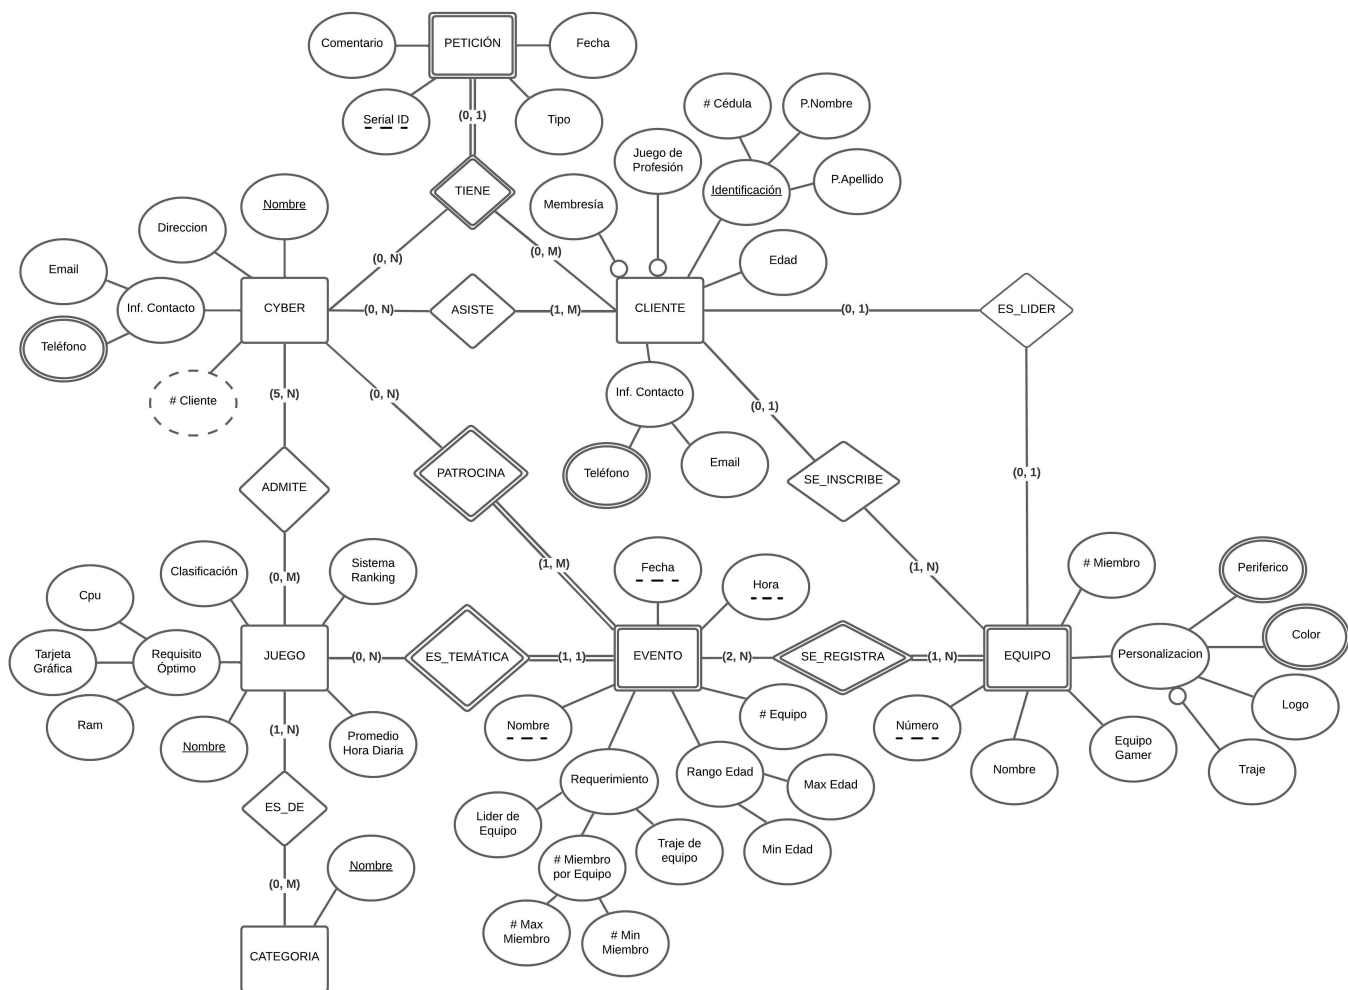 PETICIÓN
Comentario
Fecha
Serial ID
Tipo
(0, 1)
TIENE
(0, N)
(0, M)
# Cédula
P.Nombre
Juego de
Profesión
Identificación
P.Apellido
Membresía
Edad
Nombre
Direccion
Email
Inf. Contacto
Teléfono
# Cliente
CYBER
(0, N)
ASISTE
(1, M)
CLIENTE
(0, 1)
ES_LIDER
(0, 1)
Inf. Contacto
Teléfono
Email
(0, 1)
SE_INSCRIBE
(1, N)
(5, N)
ADMITE
(0, M)
(0, N)
PATROCINA
(1, M)
Clasificación
Sistema
Ranking
Cpu
Tarjeta
Gráfica
Requisito
Óptimo
Ram
Nombre
Promedio
Hora Diaria
JUEGO
(0, N)
ES_TEMÁTICA
(1, 1)
Fecha
Hora
EVENTO
(2, N)
SE_REGISTRA
(1, N)
EQUIPO
# Miembro
Periferico
Personalizacion
Color
Logo
Traje
Número
Nombre
Equipo
Gamer
Nombre
# Equipo
Requerimiento
Rango Edad
Max Edad
Min Edad
Lider de
Equipo
# Miembro
por Equipo
Traje de
equipo
# Max
Miembro
# Min
Miembro
(1, N)
ES_DE
(0, M)
Nombre
CATEGORIA